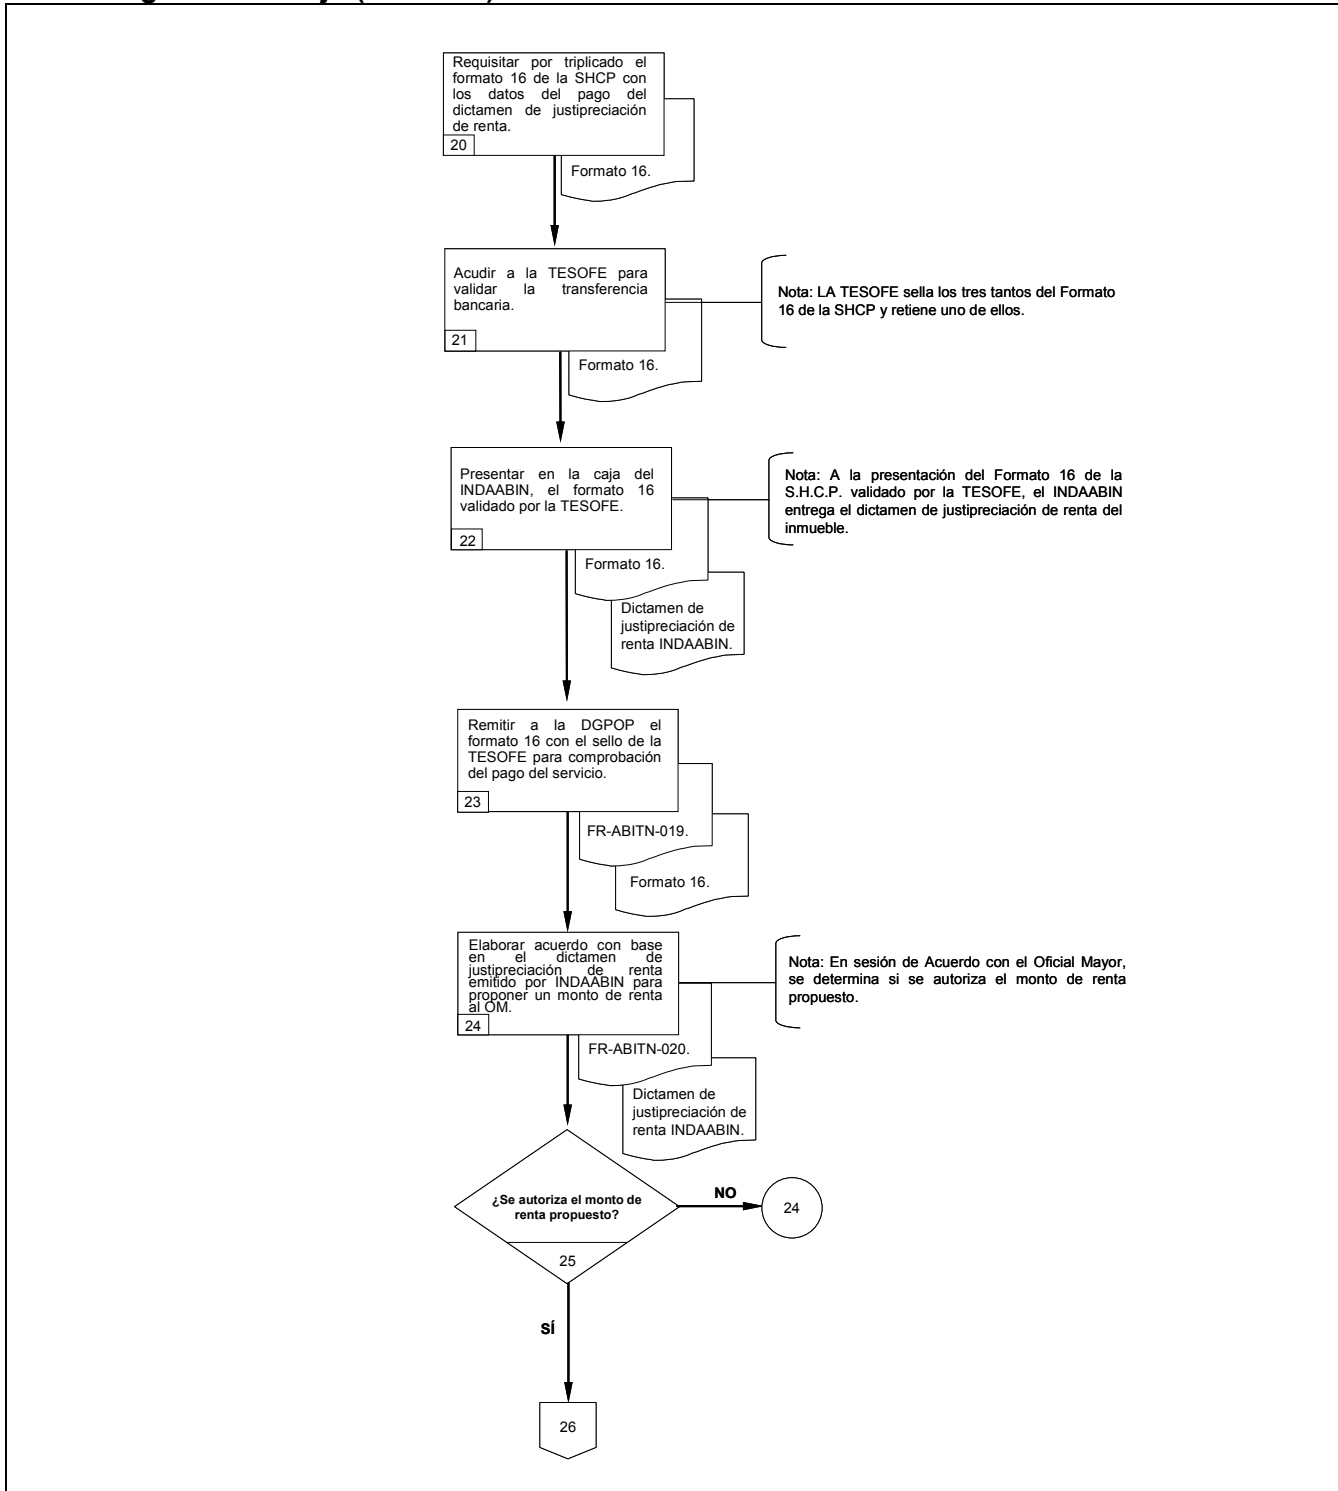 Requisitar por triplicado el
formato 16 de la SHCP con
los datos del pago del
dictamen de justipreciación
de renta.
20
Formato 16.
Acudir a la TESOFE para
validar la transferencia
bancaria.
21
Formato 16.
Nota: LA TESOFE sella los tres tantos del Formato
16 de la SHCP y retiene uno de ellos.
Presentar en la caja del
INDAABIN, el formato 16
validado por la TESOFE.
22
Formato 16.
Dictamen de
justipreciación de
renta INDAABIN.
Nota: A la presentación del Formato 16 de la
S.H.C.P. validado por la TESOFE, el INDAABIN
entrega el dictamen de justipreciación de renta del
inmueble.
Remitir a la DGPOP el
formato 16 con el sello de la
TESOFE para comprobación
del pago del servicio.
23
FR-ABITN-019.
Formato 16.
Elaborar acuerdo con base
en el dictamen de
justipreciación de renta
emitido por INDAABIN para
proponer un monto de renta
al OM.
24
FR-ABITN-020.
Dictamen de
justipreciación de
renta INDAABIN.
Nota: En sesión de Acuerdo con el Oficial Mayor,
se determina si se autoriza el monto de renta
propuesto.
¿Se autoriza el monto de
renta propuesto?
25
NO
24
SÍ
26